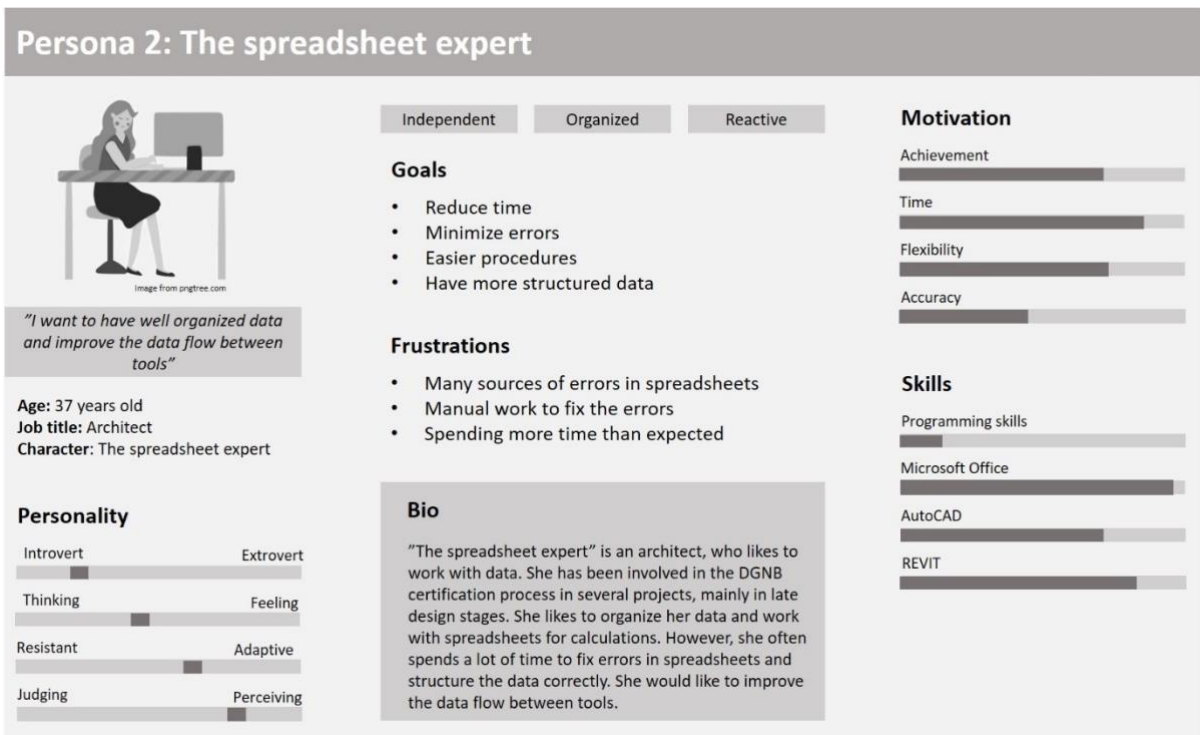 Persona 2: The spreadsheet expert
Image from pngtree.com
"I want to have well organized data
and improve the data flow between
tools"
Age: 37 years old
Job title: Architect
Character: The spreadsheet expert
Personality
Introvert Extrovert
Thinking Feeling
Resistant Adaptive
Judging Perceiving
Independent Organized Reactive
Goals
• Reduce time
• Minimize errors
• Easier procedures
• Have more structured data
Frustrations
• Many sources of errors in spreadsheets
• Manual work to fix the errors
• Spending more time than expected
Bio
"The spreadsheet expert" is an architect, who likes to
work with data. She has been involved in the DGNB
certification process in several projects, mainly in late
design stages. She likes to organize her data and work
with spreadsheets for calculations. However, she often
spends a lot of time to fix errors in spreadsheets and
structure the data correctly. She would like to improve
the data flow between tools.
Motivation
Achievement
Time
Flexibility
Accuracy
Skills
Programming skills
Microsoft Office
AutoCAD
REVIT